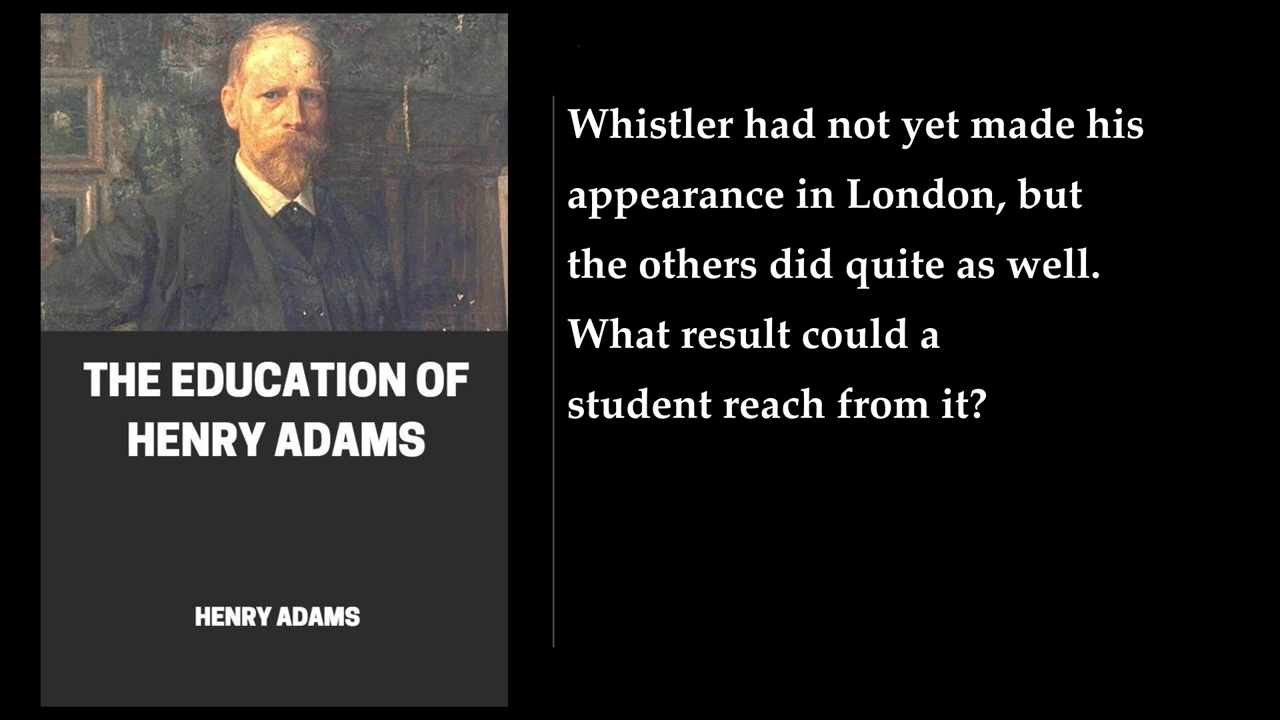 THE EDUCATION OF
HENRY ADAMS
HENRY ADAMS
Whistler had not yet made his
appearance in London, but
the others did quite as well.
What result could a
student reach from it?